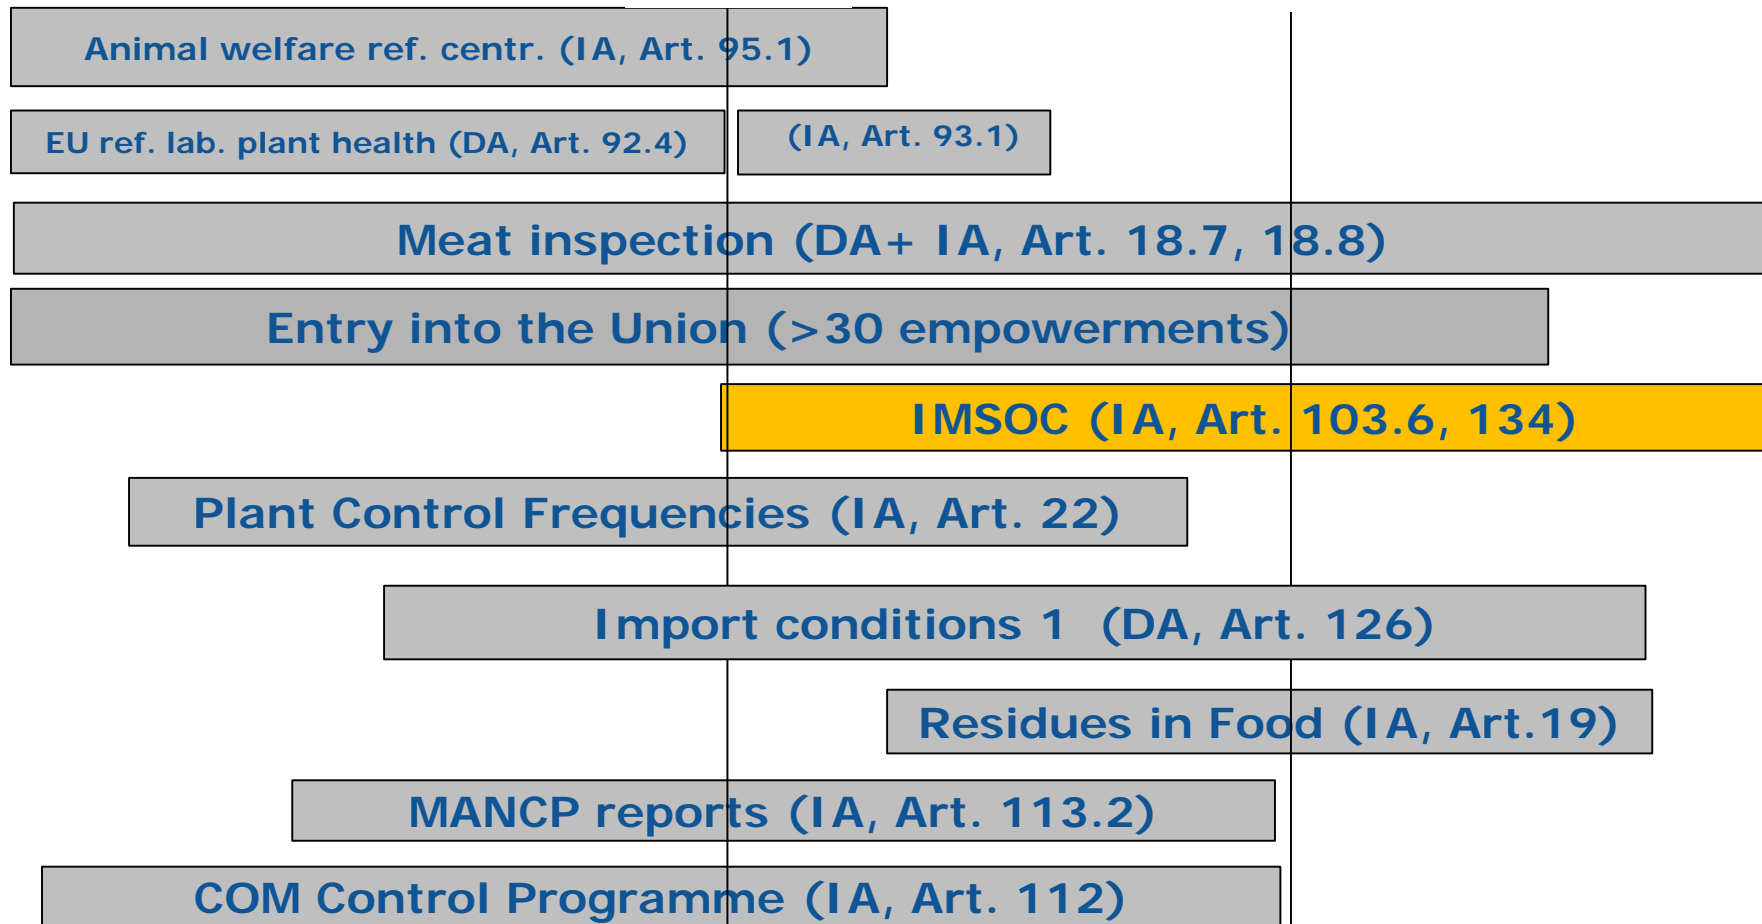 Animal welfare ref. centr. (IA, Art. 95.1)
EU ref. lab. plant health (DA, Art. 92.4)
(IA, Art. 93.1)
Meat inspection (DA+ IA, Art. 18.7, 18.8)
Entry into the Union (>30 empowerments)
IMSOC (IA, Art. 103.6, 134)
Plant Control Frequencies (IA, Art. 22)
Import conditions 1 (DA, Art. 126)
Residues in Food (IA, Art.19)
MANCP reports (IA, Art. 113.2)
COM Control Programme (IA, Art. 112)